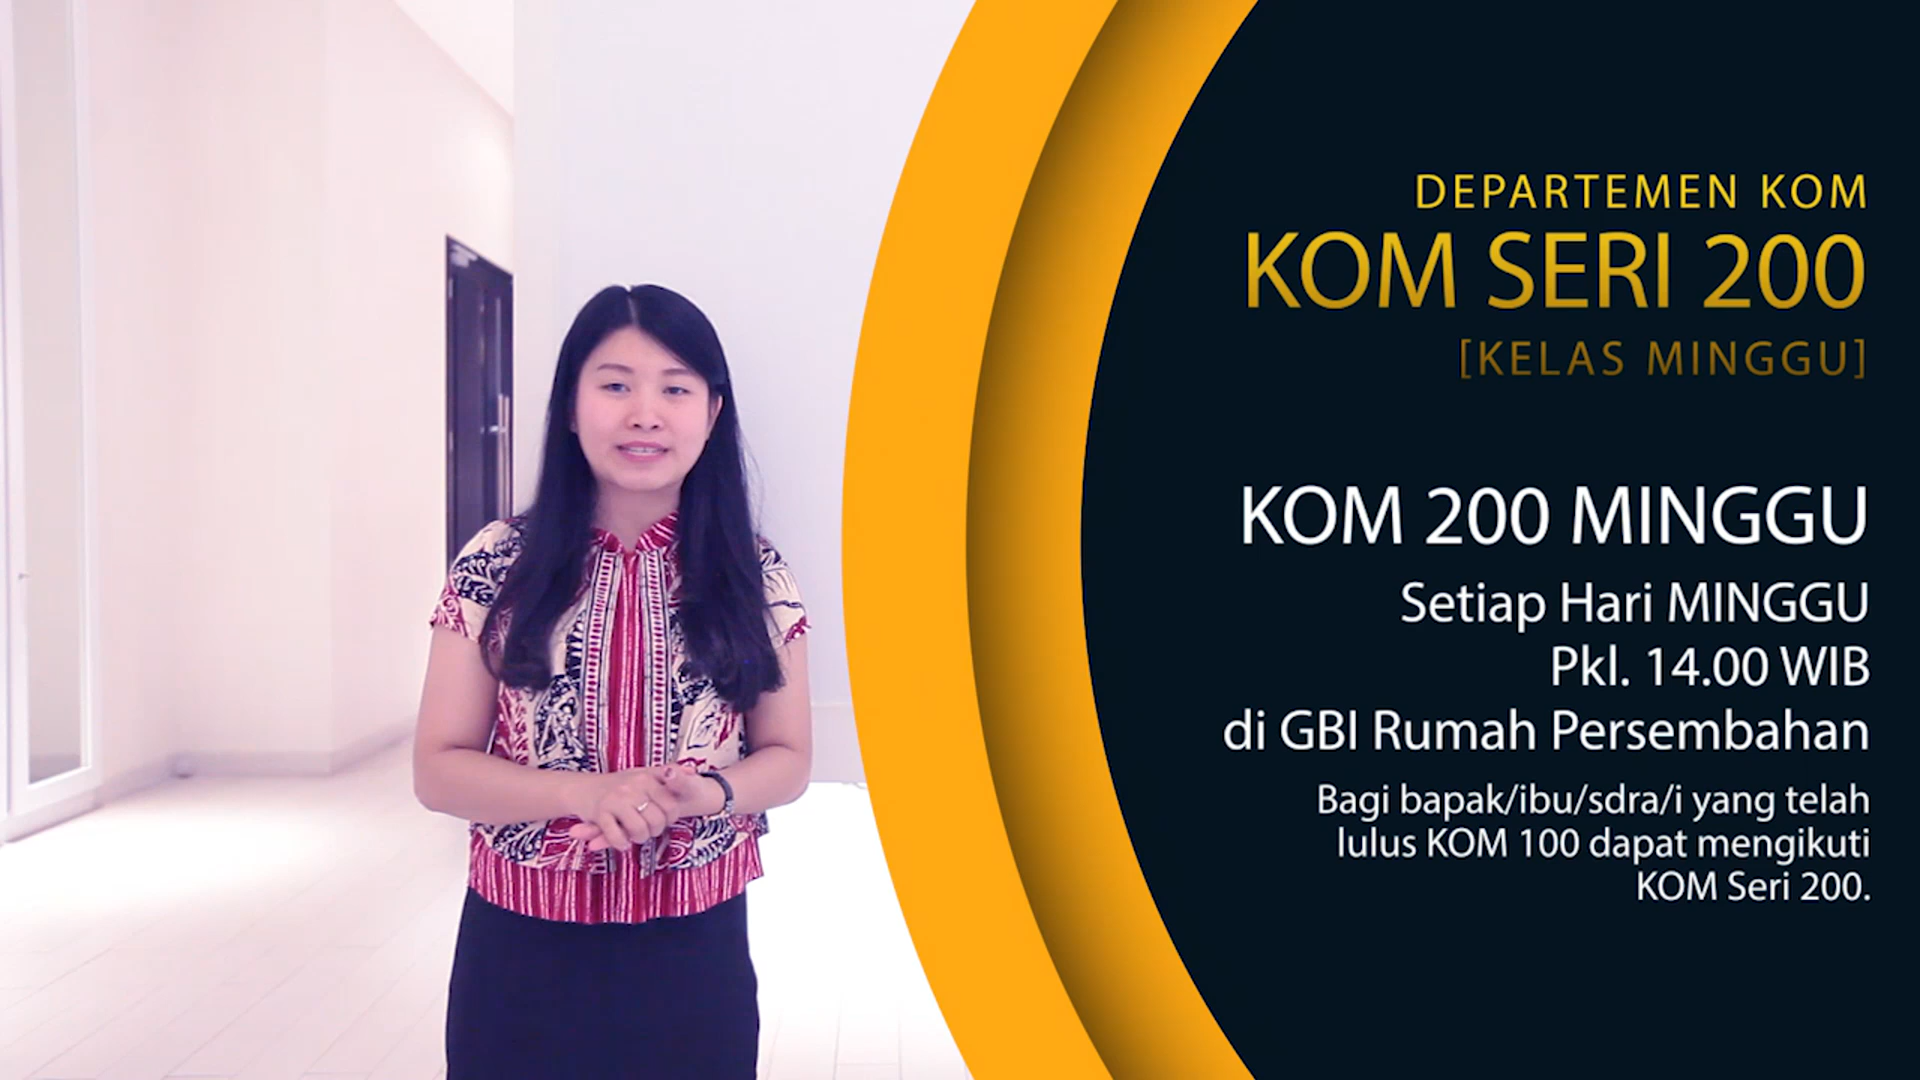 DEPARTEMEN KOM
KOM SERI 200
[KELAS MINGGU]
KOM 200 MINGGU
Setiap Hari MINGGU
Pkl. 14.00 WIB
di GBI Rumah Persembahan
Bagi bapak/ibu/sdra/i yang telah
lulus KOM 100 dapat mengikuti
KOM Seri 200.